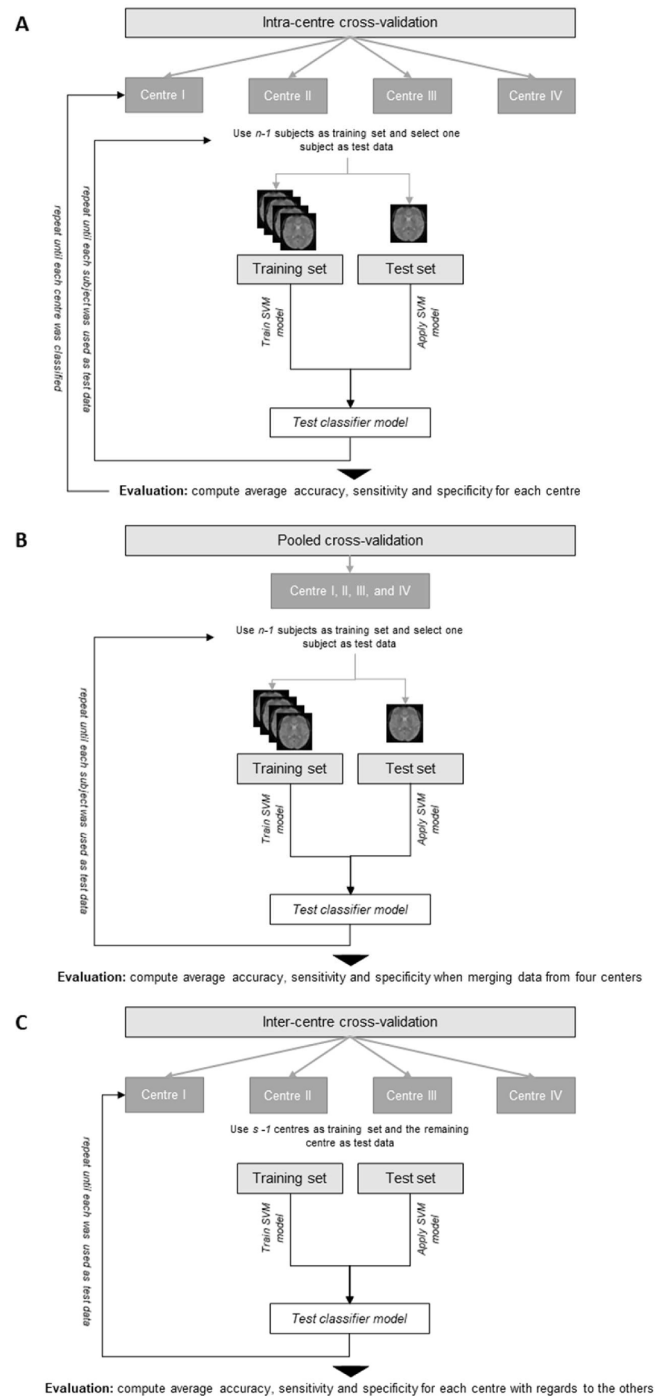 A
Intra-centre cross-validation
Centre I
Centre II
Centre III
Centre IV
Use n-1 subjects as training set and select one
subject as test data
Training set
Test set
Train SVM
model
Apply SVM
model
Test classifier model
repeat until each subject was used as test data
repeat until each centre was classified
Evaluation: compute average accuracy, sensitivity and specificity for each centre
B
Pooled cross-validation
Centre I, II, III, and IV
Use n-1 subjects as training set and select one
subject as test data
Training set
Test set
Train SVM
model
Apply SVM
model
Test classifier model
repeat until each subject was used as test data
Evaluation: compute average accuracy, sensitivity and specificity when merging data from four centers
C
Inter-centre cross-validation
Centre I
Centre II
Centre III
Centre IV
Use s -1 centres as training set and the remaining
centre as test data
Training set
Test set
Train SVM
model
Apply SVM
model
Test classifier model
repeat until each was used as test data
Evaluation: compute average accuracy, sensitivity and specificity for each centre with regards to the others